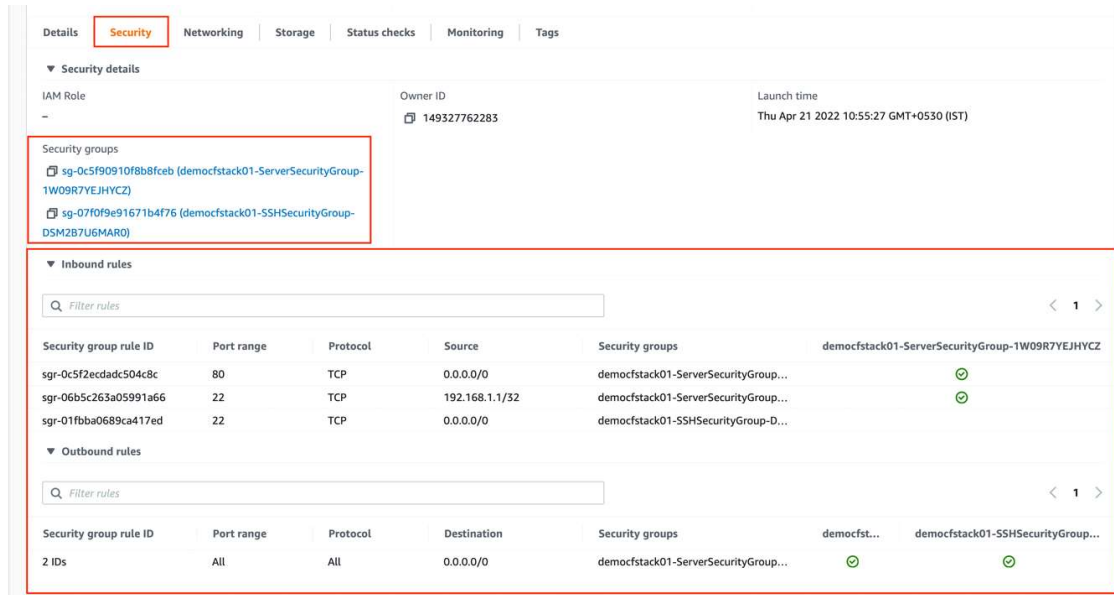 Details Security Networking Storage Status checks Monitoring Tags
▼ Security details
IAM Role Owner ID Launch time
– 149327762283 Thu Apr 21 2022 10:55:27 GMT+0530 (IST)
Security groups
sg-0c5f90910f8b8fceb (democfstack01-ServerSecurityGroup-
1W09R7YEJHYCZ)
sg-07f0f9e91671b4f76 (democfstack01-SSHSecurityGroup-
DSM2B7U6MAR0)
▼ Inbound rules
Filter rules
< 1 >
Security group rule ID Port range Protocol Source Security groups democfstack01-ServerSecurityGroup-1W09R7YEJHYCZ
sgr-0c5f2ecdadc504c8c 80 TCP 0.0.0.0/0 democfstack01-ServerSecurityGroup...
sgr-06b5c263a05991a66 22 TCP 192.168.1.1/32 democfstack01-ServerSecurityGroup...
sgr-01fbba0689ca417ed 22 TCP 0.0.0.0/0 democfstack01-SSHSecurityGroup-D...
▼ Outbound rules
Filter rules
< 1 >
Security group rule ID Port range Protocol Destination Security groups democfst... democfstack01-SSHSecurityGroup...
2 IDs All All 0.0.0.0/0 democfstack01-ServerSecurityGroup...